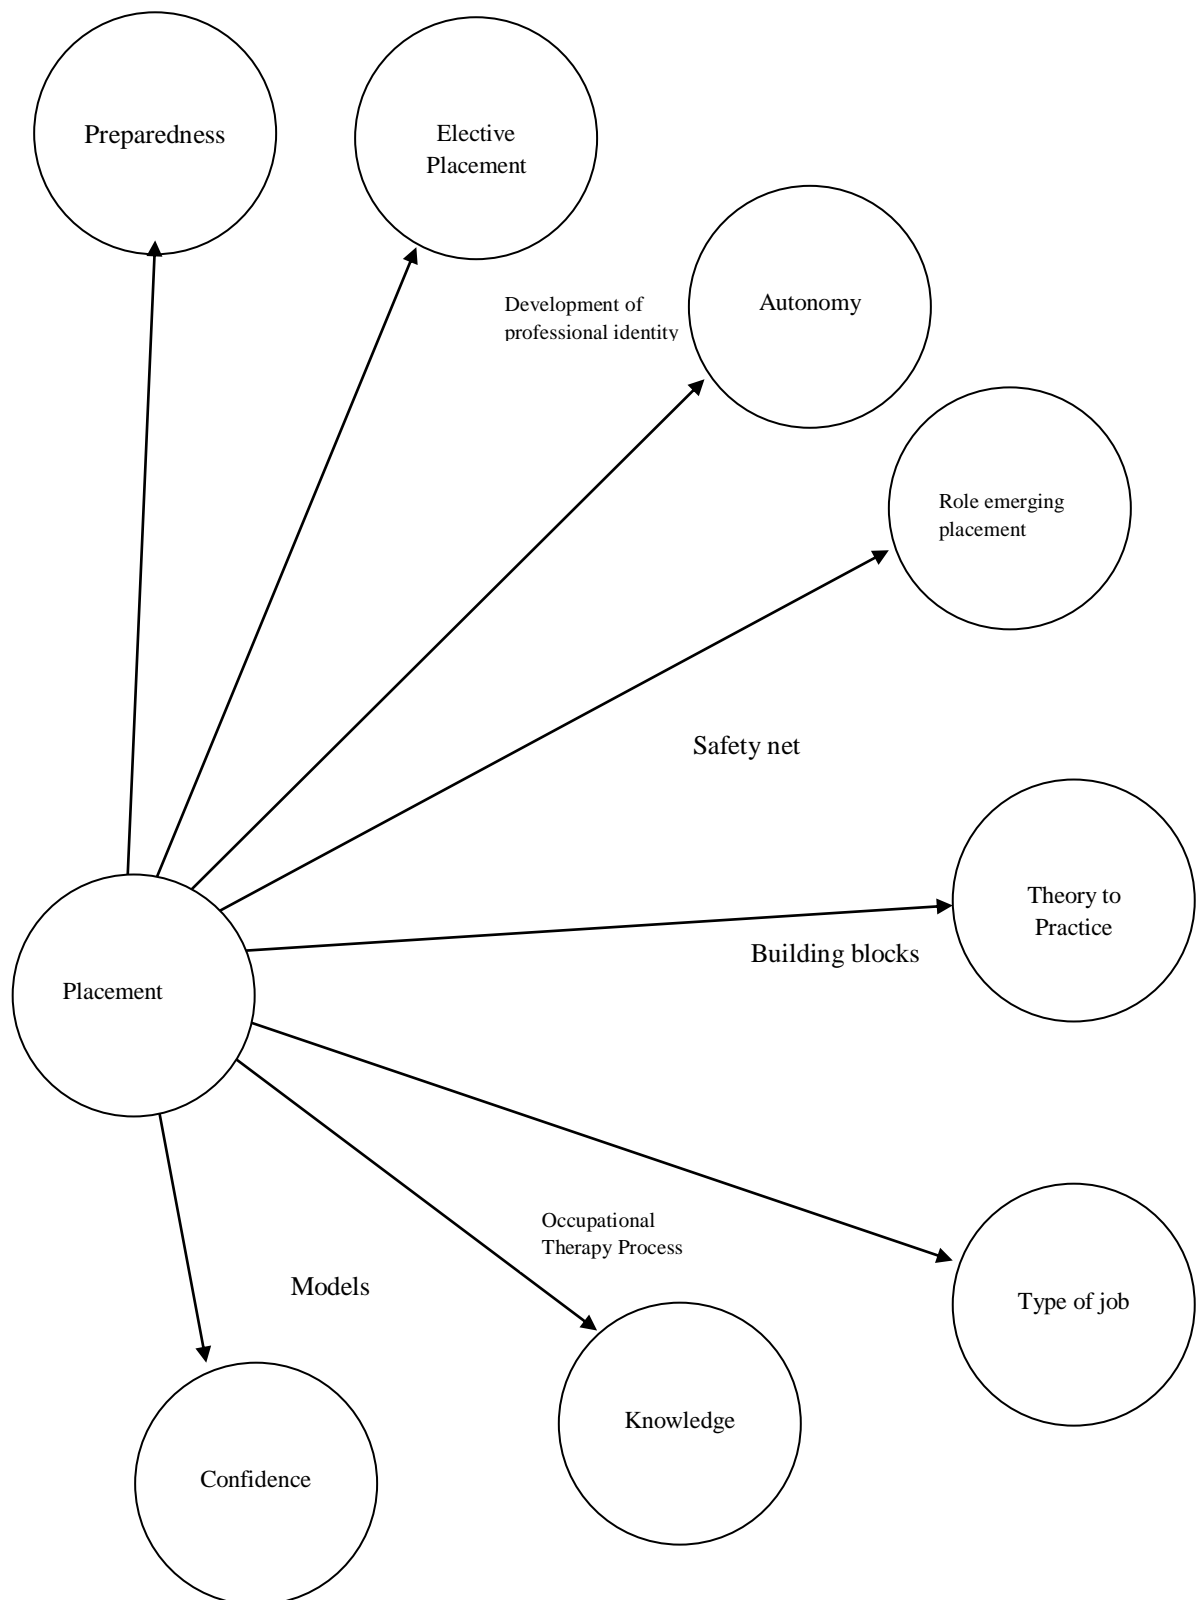 Preparedness
Elective
Placement
Development of
professional identity
Autonomy
Role emerging
placement
Safety net
Theory to
Practice
Building blocks
Placement
Occupational
Therapy Process
Models
Type of job
Knowledge
Confidence